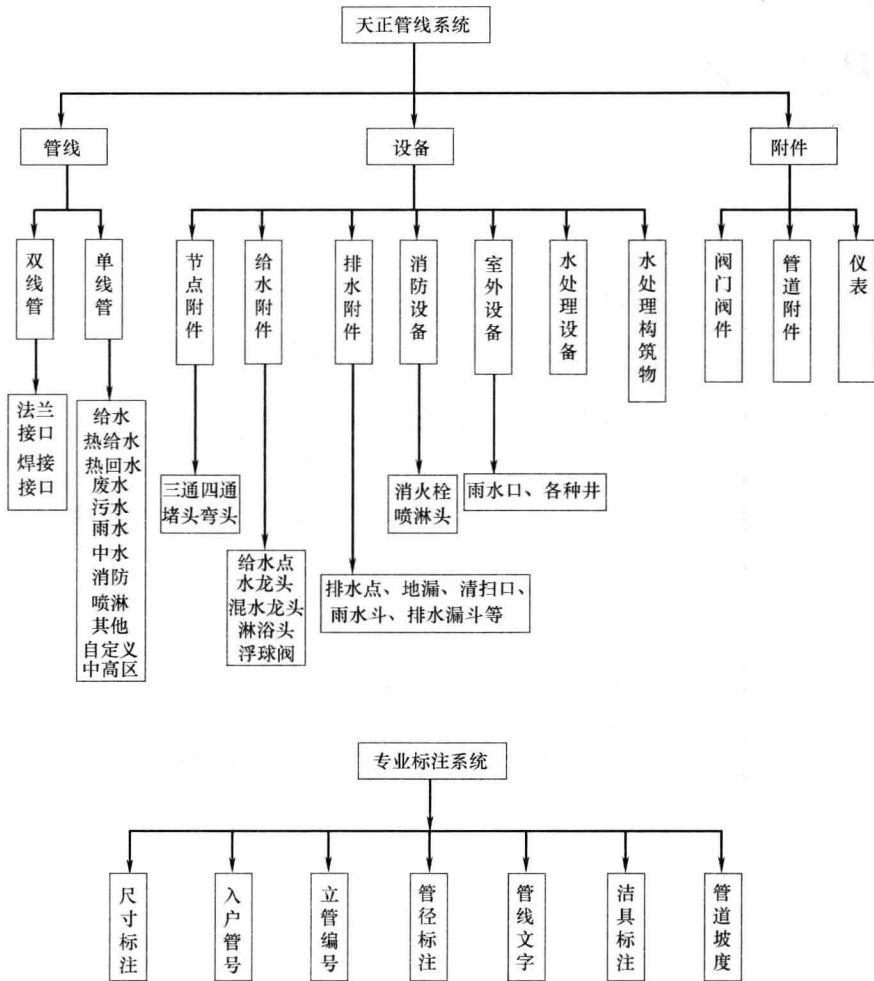 天正管线系统
管线
设备
附件
双线管
单线管
节点附件
给水附件
排水附件
消防设备
室外设备
水处理设备
水处理构筑物
阀门阀件
管道附件
仪表
法兰
接口
焊接
接口
给水
热给水
热回水
废水
污水
雨水
中水
消防
喷淋
其他
自定义
中高区
三通四通
堵头弯头
给水点
水龙头
混水龙头
淋浴头
浮球阀
排水点、地漏、清扫口、
雨水斗、排水漏斗等
消火栓
喷淋头
雨水口、各种井
专业标注系统
尺寸标注
入户管号
立管编号
管径标注
管线文字
洁具标注
管道坡度